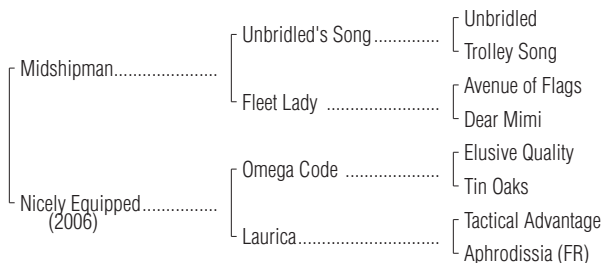 Unbridled
Unbridled's Song..............
Trolley Song
Midshipman.....................
Avenue of Flags
Fleet Lady .......................
Dear Mimi
Elusive Quality
Omega Code ...................
Tin Oaks
Nicely Equipped...............
(2006)
Tactical Advantage
Laurica.............................
Aphrodissia (FR)